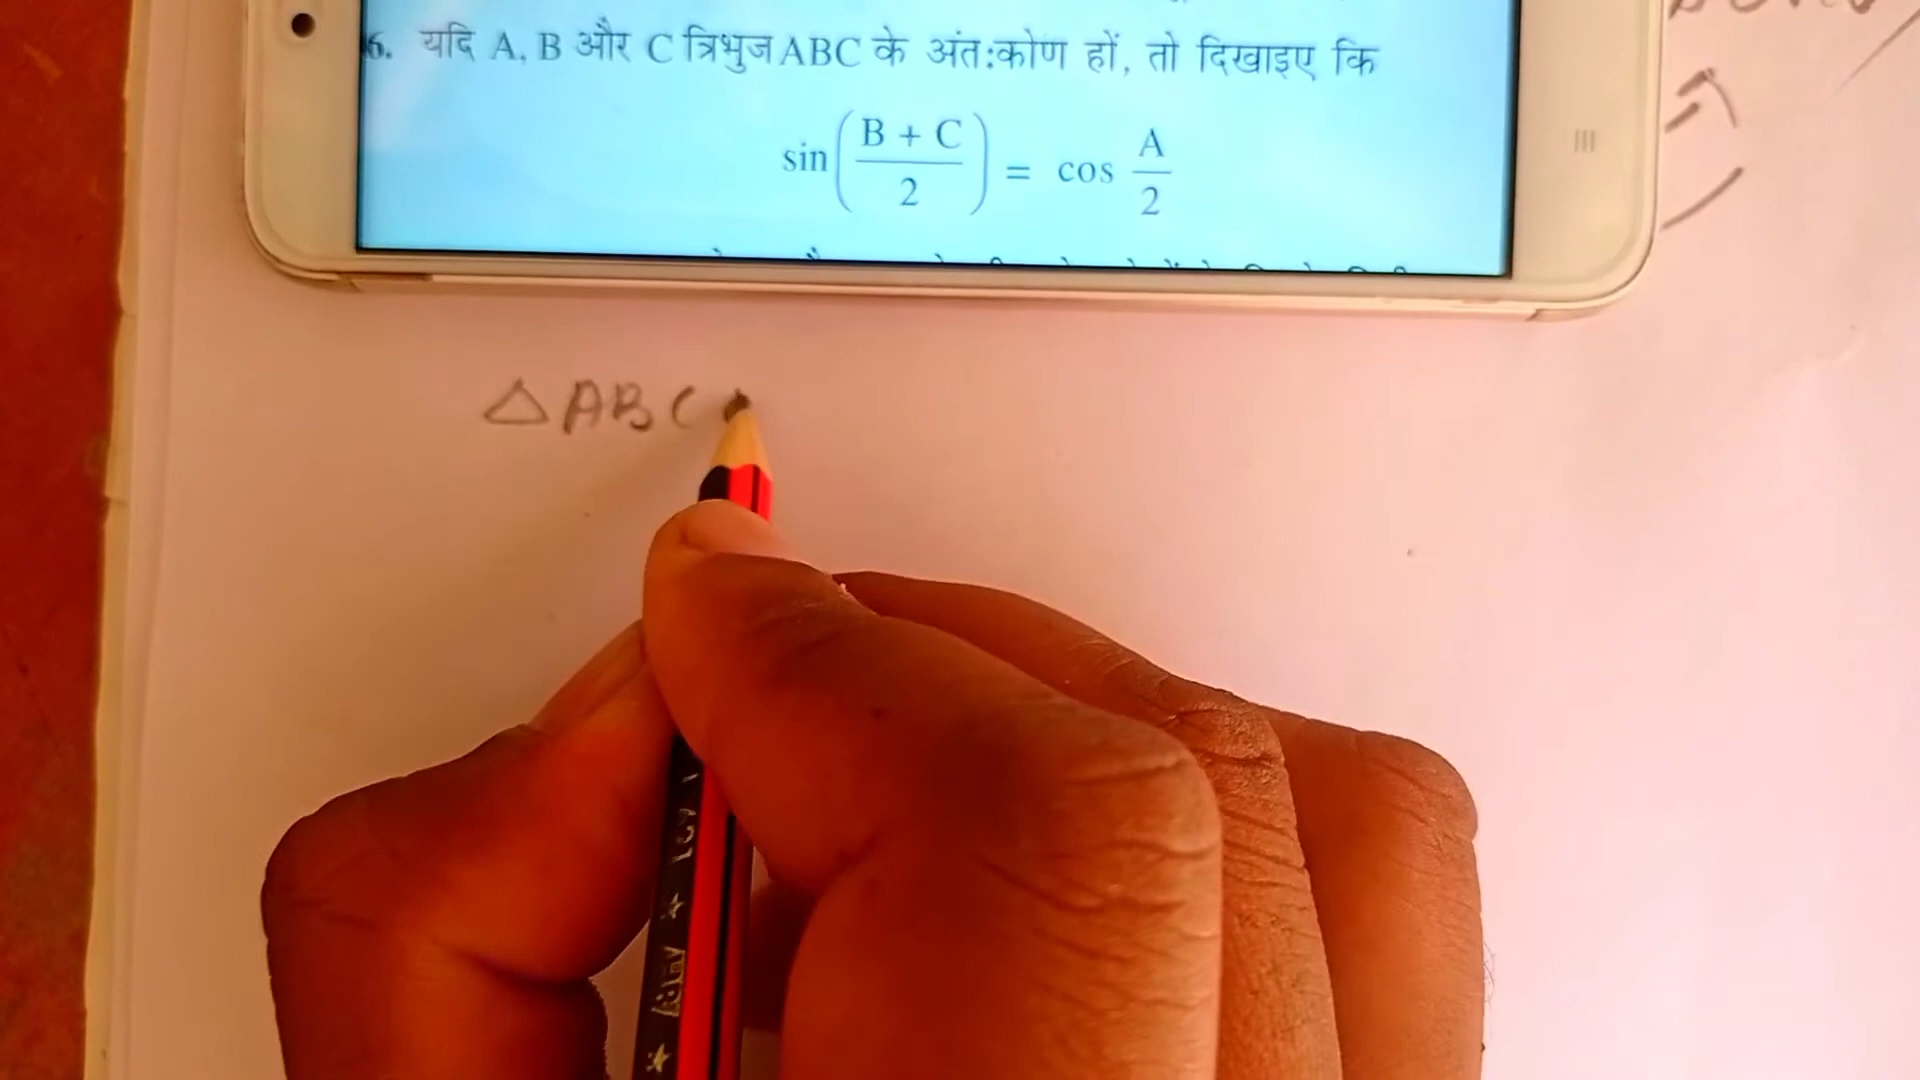 6. यदि A, B और C त्रिभुज ABC के अंत:कोण हों, तो दिखाइए कि
sin(B + C / 2) = cos A / 2
△ABC